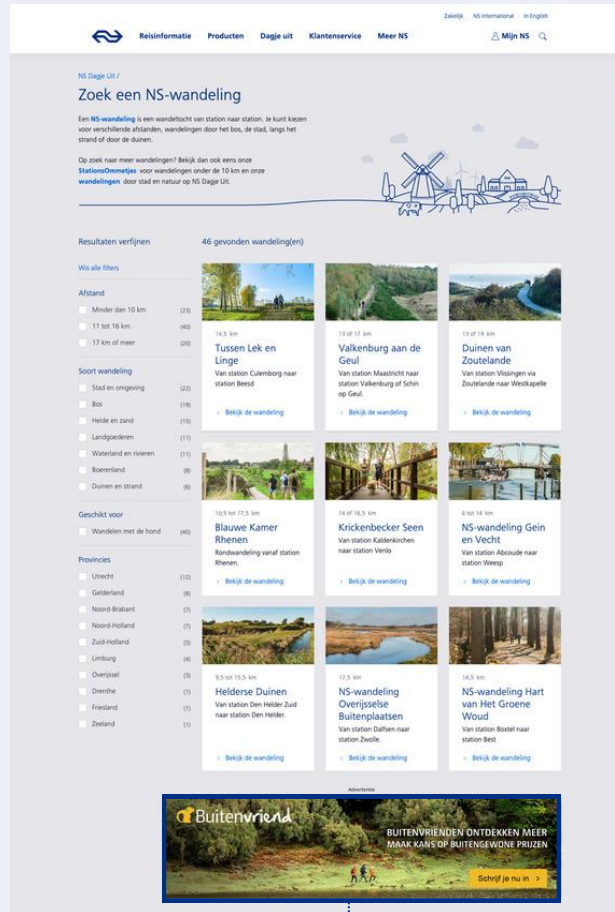 Zakelijk NS International In English
Reisinformatie Producten Dagje uit Klantenservice Meer NS Mijn NS
NS Dagje Uit /
Zoek een NS-wandeling
Een NS-wandeling is een wandeltocht van station naar station. Je kunt kiezen
voor verschillende afstanden, wandelingen door het bos, de stad, langs het
strand of door de duinen.
Op zoek naar meer wandelingen? Bekijk dan ook eens onze
StationsOmmetjes voor wandelingen onder de 10 km en onze
wandelingen door stad en natuur op NS Dagje Uit.
Resultaten verfijnen
46 gevonden wandeling(en)
Wis alle filters
Afstand
Minder dan 10 km (23)
11 tot 16 km (40)
17 km of meer (20)
Soort wandeling
Stad en omgeving (22)
Bos (19)
Heide en zand (15)
Landgoederen (11)
Waterland en rivieren (11)
Boerenland (8)
Duinen en strand (6)
Geschikt voor
Wandelen met de hond (40)
Provincies
Utrecht (12)
Gelderland (8)
Noord-Brabant (7)
Noord-Holland (7)
Zuid-Holland (5)
Limburg (4)
Overijssel (3)
Drenthe (1)
Friesland (1)
Zeeland (1)
14,5 km
Tussen Lek en
Linge
Van station Culemborg naar
station Beesd
› Bekijk de wandeling
13 of 17 km
Valkenburg aan de
Geul
Van station Maastricht naar
station Valkenburg of Schin
op Geul.
› Bekijk de wandeling
13 of 19 km
Duinen van
Zoutelande
Van station Vlissingen via
Zoutelande naar Westkapelle
› Bekijk de wandeling
10,5 tot 17,5 km
Blauwe Kamer
Rhenen
Rondwandeling vanaf station
Rhenen.
› Bekijk de wandeling
14 of 16,5 km
Krickenbecker Seen
Van station Kaldenkirchen
naar station Venlo
› Bekijk de wandeling
6 tot 14 km
NS-wandeling Gein
en Vecht
Van station Abcoude naar
station Weesp
› Bekijk de wandeling
9,5 tot 15,5 km
Helderse Duinen
Van station Den Helder Zuid
naar station Den Helder.
› Bekijk de wandeling
17,5 km
NS-wandeling
Overijsselse
Buitenplaatsen
Van station Dalfsen naar
station Zwolle.
› Bekijk de wandeling
14,5 km
NS-wandeling Hart
van Het Groene
Woud
Van station Boxtel naar
station Best
› Bekijk de wandeling
Advertentie
Buitenvriend
BUITENVRIENDEN ONTDEKKEN MEER
MAAK KANS OP BUITENGEWONE PRIJZEN
Schrijf je nu in >